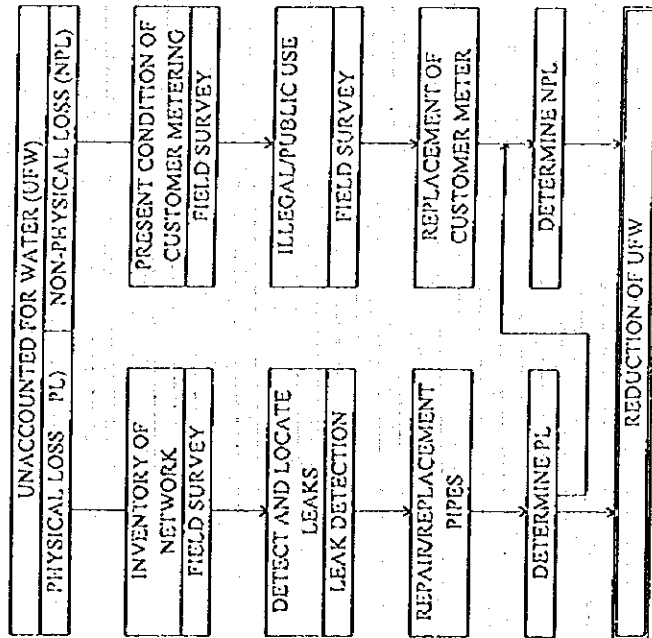 UNACCOUNTED FOR WATER (UFW)
PHYSICAL LOSS PL)
NON-PHYSICAL LOSS (NPL)
INVENTORY OF
NETWORK
FIELD SURVEY
DETECT AND LOCATE
LEAKS
LEAK DETECTION
REPAIR/REPLACEMENT
PIPES
DETERMINE PL
PRESENT CONDITION OF
CUSTOMER METERING
FIELD SURVEY
ILLEGAL/PUBLIC USE
FIELD SURVEY
REPLACEMENT OF
CUSTOMER METER
DETERMINE NPL
REDUCTION OF UFW